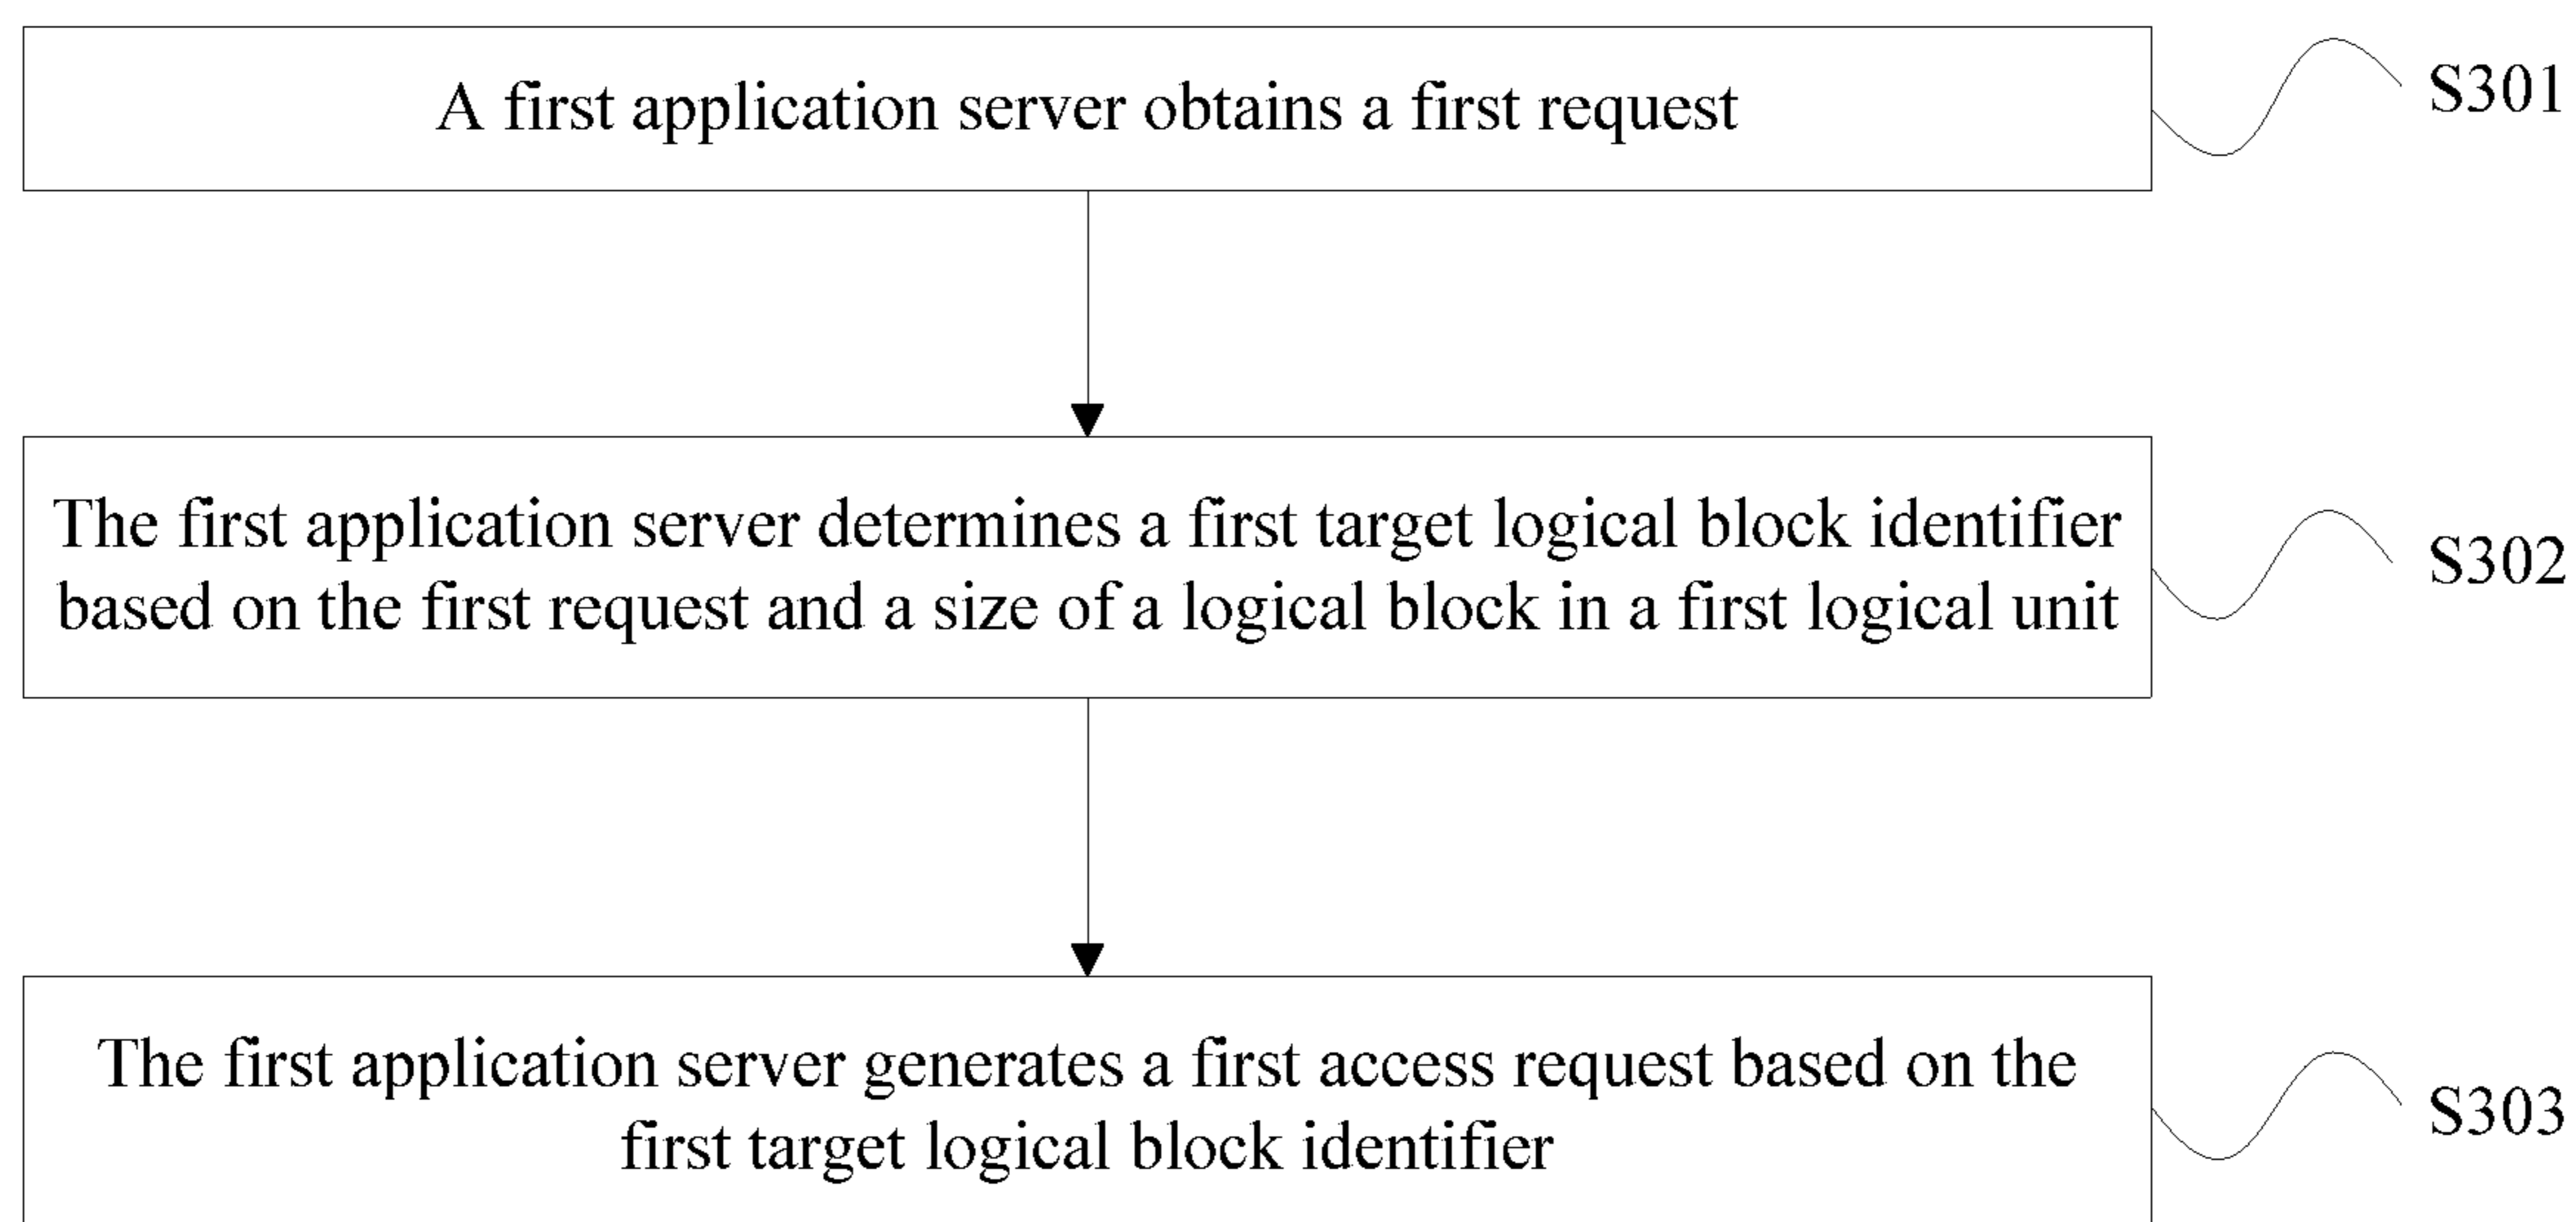 A first application server obtains a first request
S301
The first application server determines a first target logical block identifier
based on the first request and a size of a logical block in a first logical unit
S302
The first application server generates a first access request based on the
first target logical block identifier
S303